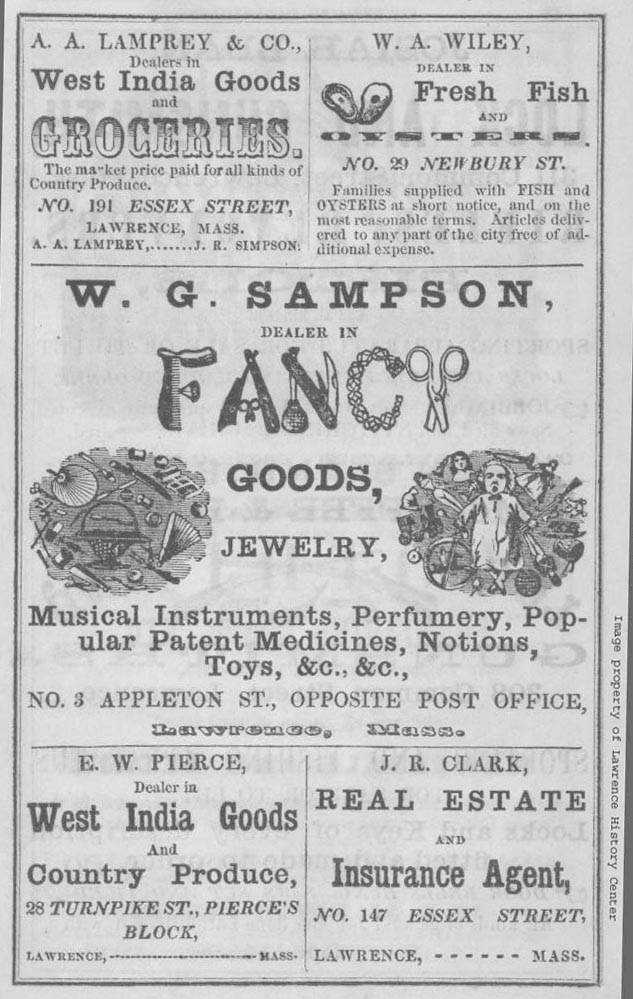 A. A. LAMPREY & CO.,
Dealers in
West India Goods
and
GROCERIES.
The market price paid for all kinds of
Country Produce.
NO. 191 ESSEX STREET,
LAWRENCE, MASS.
A. A. LAMPREY,.......J. R. SIMPSON.
W. A. WILEY,
DEALER IN
Fresh Fish
AND
OYSTERS.
NO. 29 NEWBURY ST.
Families supplied with FISH and
OYSTERS at short notice, and on the
most reasonable terms. Articles deliv-
ered to any part of the city free of ad-
ditional expense.
W. G. SAMPSON,
DEALER IN
FANCY
GOODS,
JEWELRY,
Musical Instruments, Perfumery, Pop-
ular Patent Medicines, Notions,
Toys, &c., &c.,
NO. 3 APPLETON ST., OPPOSITE POST OFFICE,
Lawrence, Mass.
E. W. PIERCE,
Dealer in
West India Goods
And
Country Produce,
28 TURNPIKE ST., PIERCE'S
BLOCK,
LAWRENCE,----------------------MASS.
J. R. CLARK,
REAL ESTATE
AND
Insurance Agent,
NO. 147 ESSEX STREET,
LAWRENCE, - - - - - - MASS.
Image property of Lawrence History Center